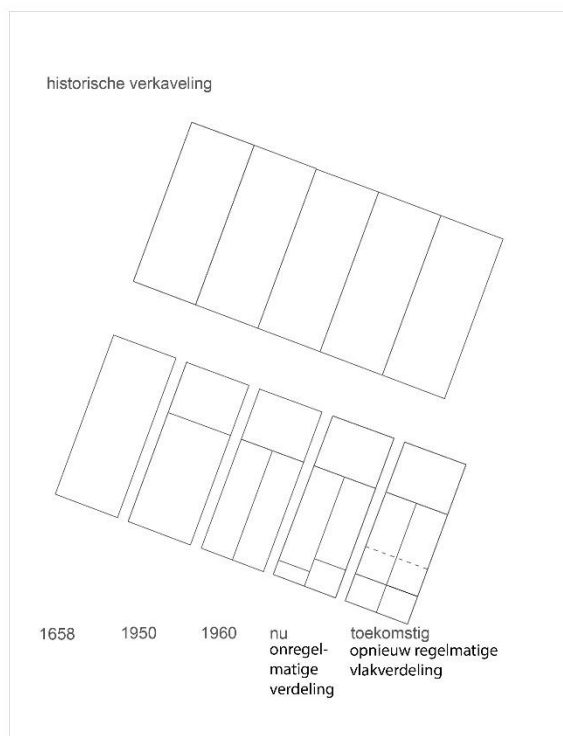 historische verkaveling
1658
1950
1960
nu
onregel-
matige
verdeling
toekomstig
opnieuw regelmatige
vlakverdeling